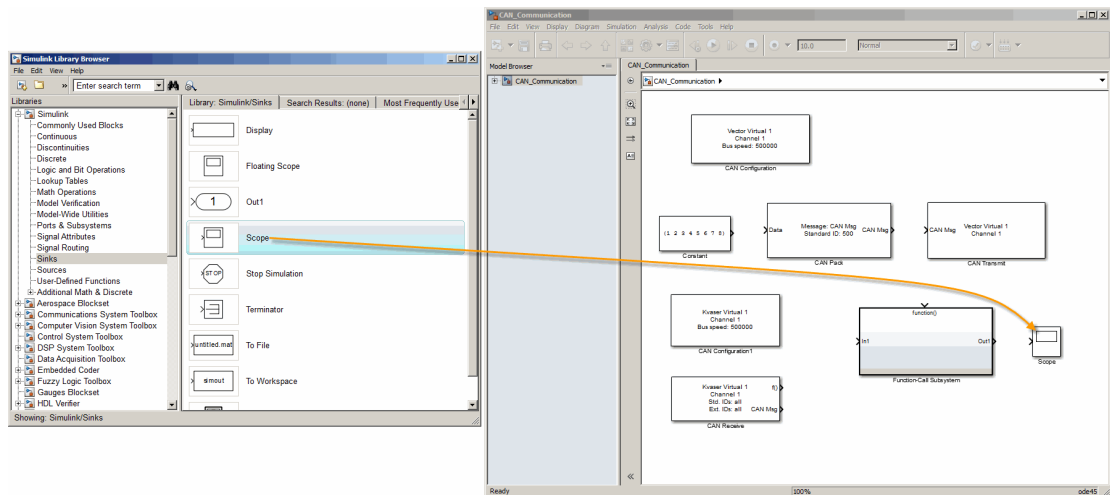 Simulink Library Browser
File Edit View Help
» Enter search term
Libraries
Simulink
Commonly Used Blocks
Continuous
Discontinuities
Discrete
Logic and Bit Operations
Lookup Tables
Math Operations
Model Verification
Model-Wide Utilities
Ports & Subsystems
Signal Attributes
Signal Routing
Sinks
Sources
User-Defined Functions
Additional Math & Discrete
Aerospace Blockset
Communications System Toolbox
Computer Vision System Toolbox
Control System Toolbox
DSP System Toolbox
Data Acquisition Toolbox
Embedded Coder
Fuzzy Logic Toolbox
Gauges Blockset
HDL Verifier
Showing: Simulink/Sinks
Library: Simulink/Sinks Search Results: (none) Most Frequently Use
Display
Floating Scope
1 Out1
Scope
STOP Stop Simulation
Terminator
untitled.mat To File
simout To Workspace
CAN_Communication
File Edit View Display Diagram Simulation Analysis Code Tools Help
10.0 Normal
Model Browser
CAN_Communication
CAN_Communication
CAN_Communication
Vector Virtual 1
Channel 1
Bus speed: 500000
CAN Configuration
(1 2 3 4 5 6 7 8)
Constant
Data Message: CAN Msg CAN Msg
Standard ID: 500
CAN Pack
CAN Msg Vector Virtual 1
Channel 1
CAN Transmit
Kvaser Virtual 1
Channel 1
Bus speed: 500000
CAN Configuration1
function()
In1 Out1
Function-Call Subsystem
Scope
Kvaser Virtual 1 f()
Channel 1
Std. IDs: all
Ext. IDs: all CAN Msg
CAN Receive
Ready 100% ode45